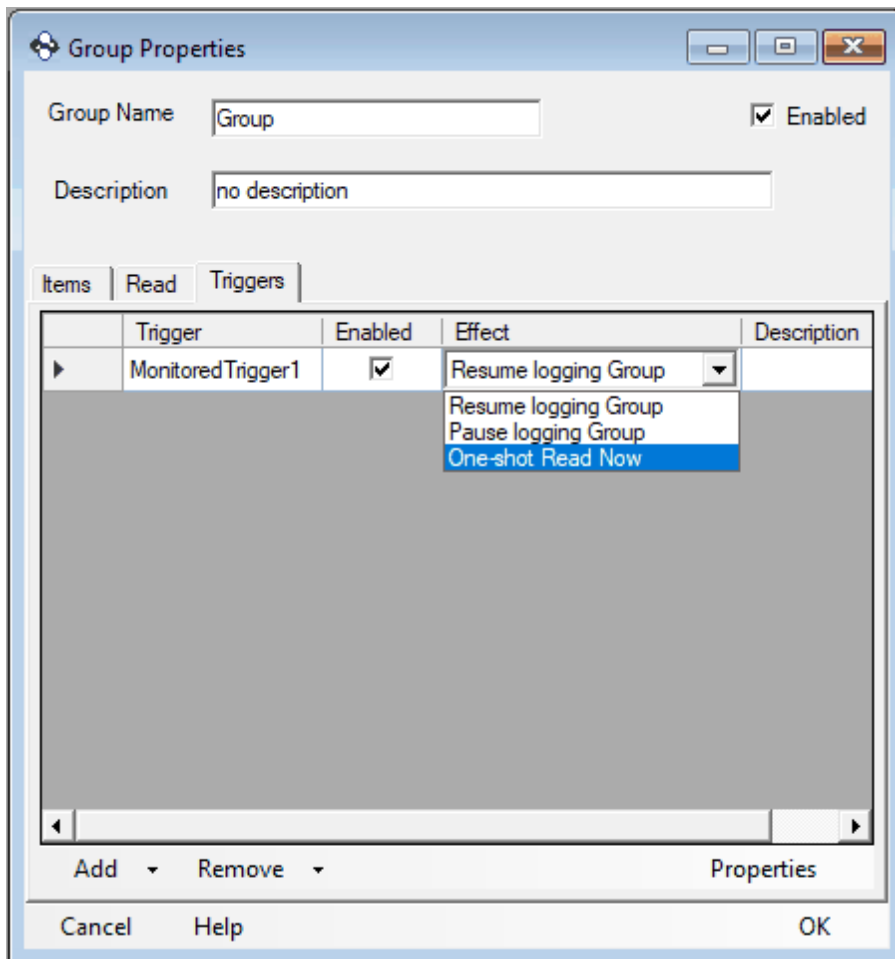 Group Properties
Group Name Group Enabled
Description no description
Items Read Triggers
Trigger Enabled Effect Description
MonitoredTrigger1 Resume logging Group
Resume logging Group
Pause logging Group
One-shot Read Now
Add Remove Properties
Cancel Help OK